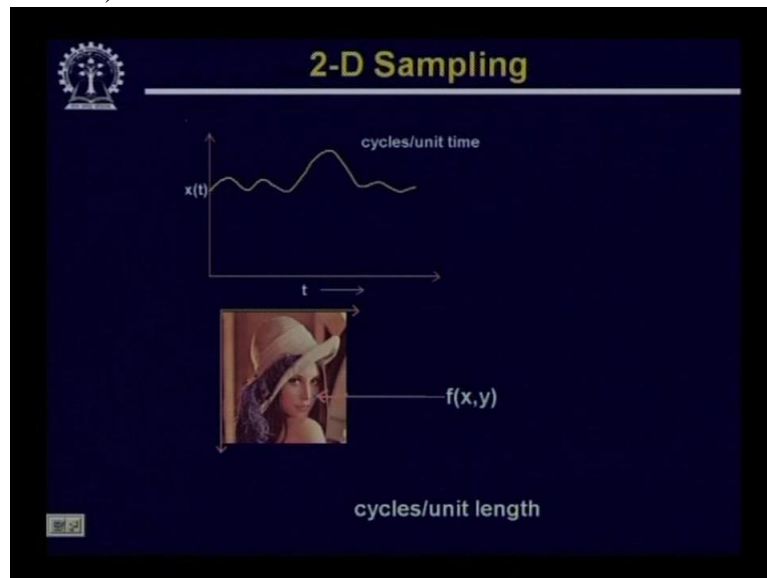 2-D Sampling
cycles/unit time
x(t)
t
f(x,y)
cycles/unit length